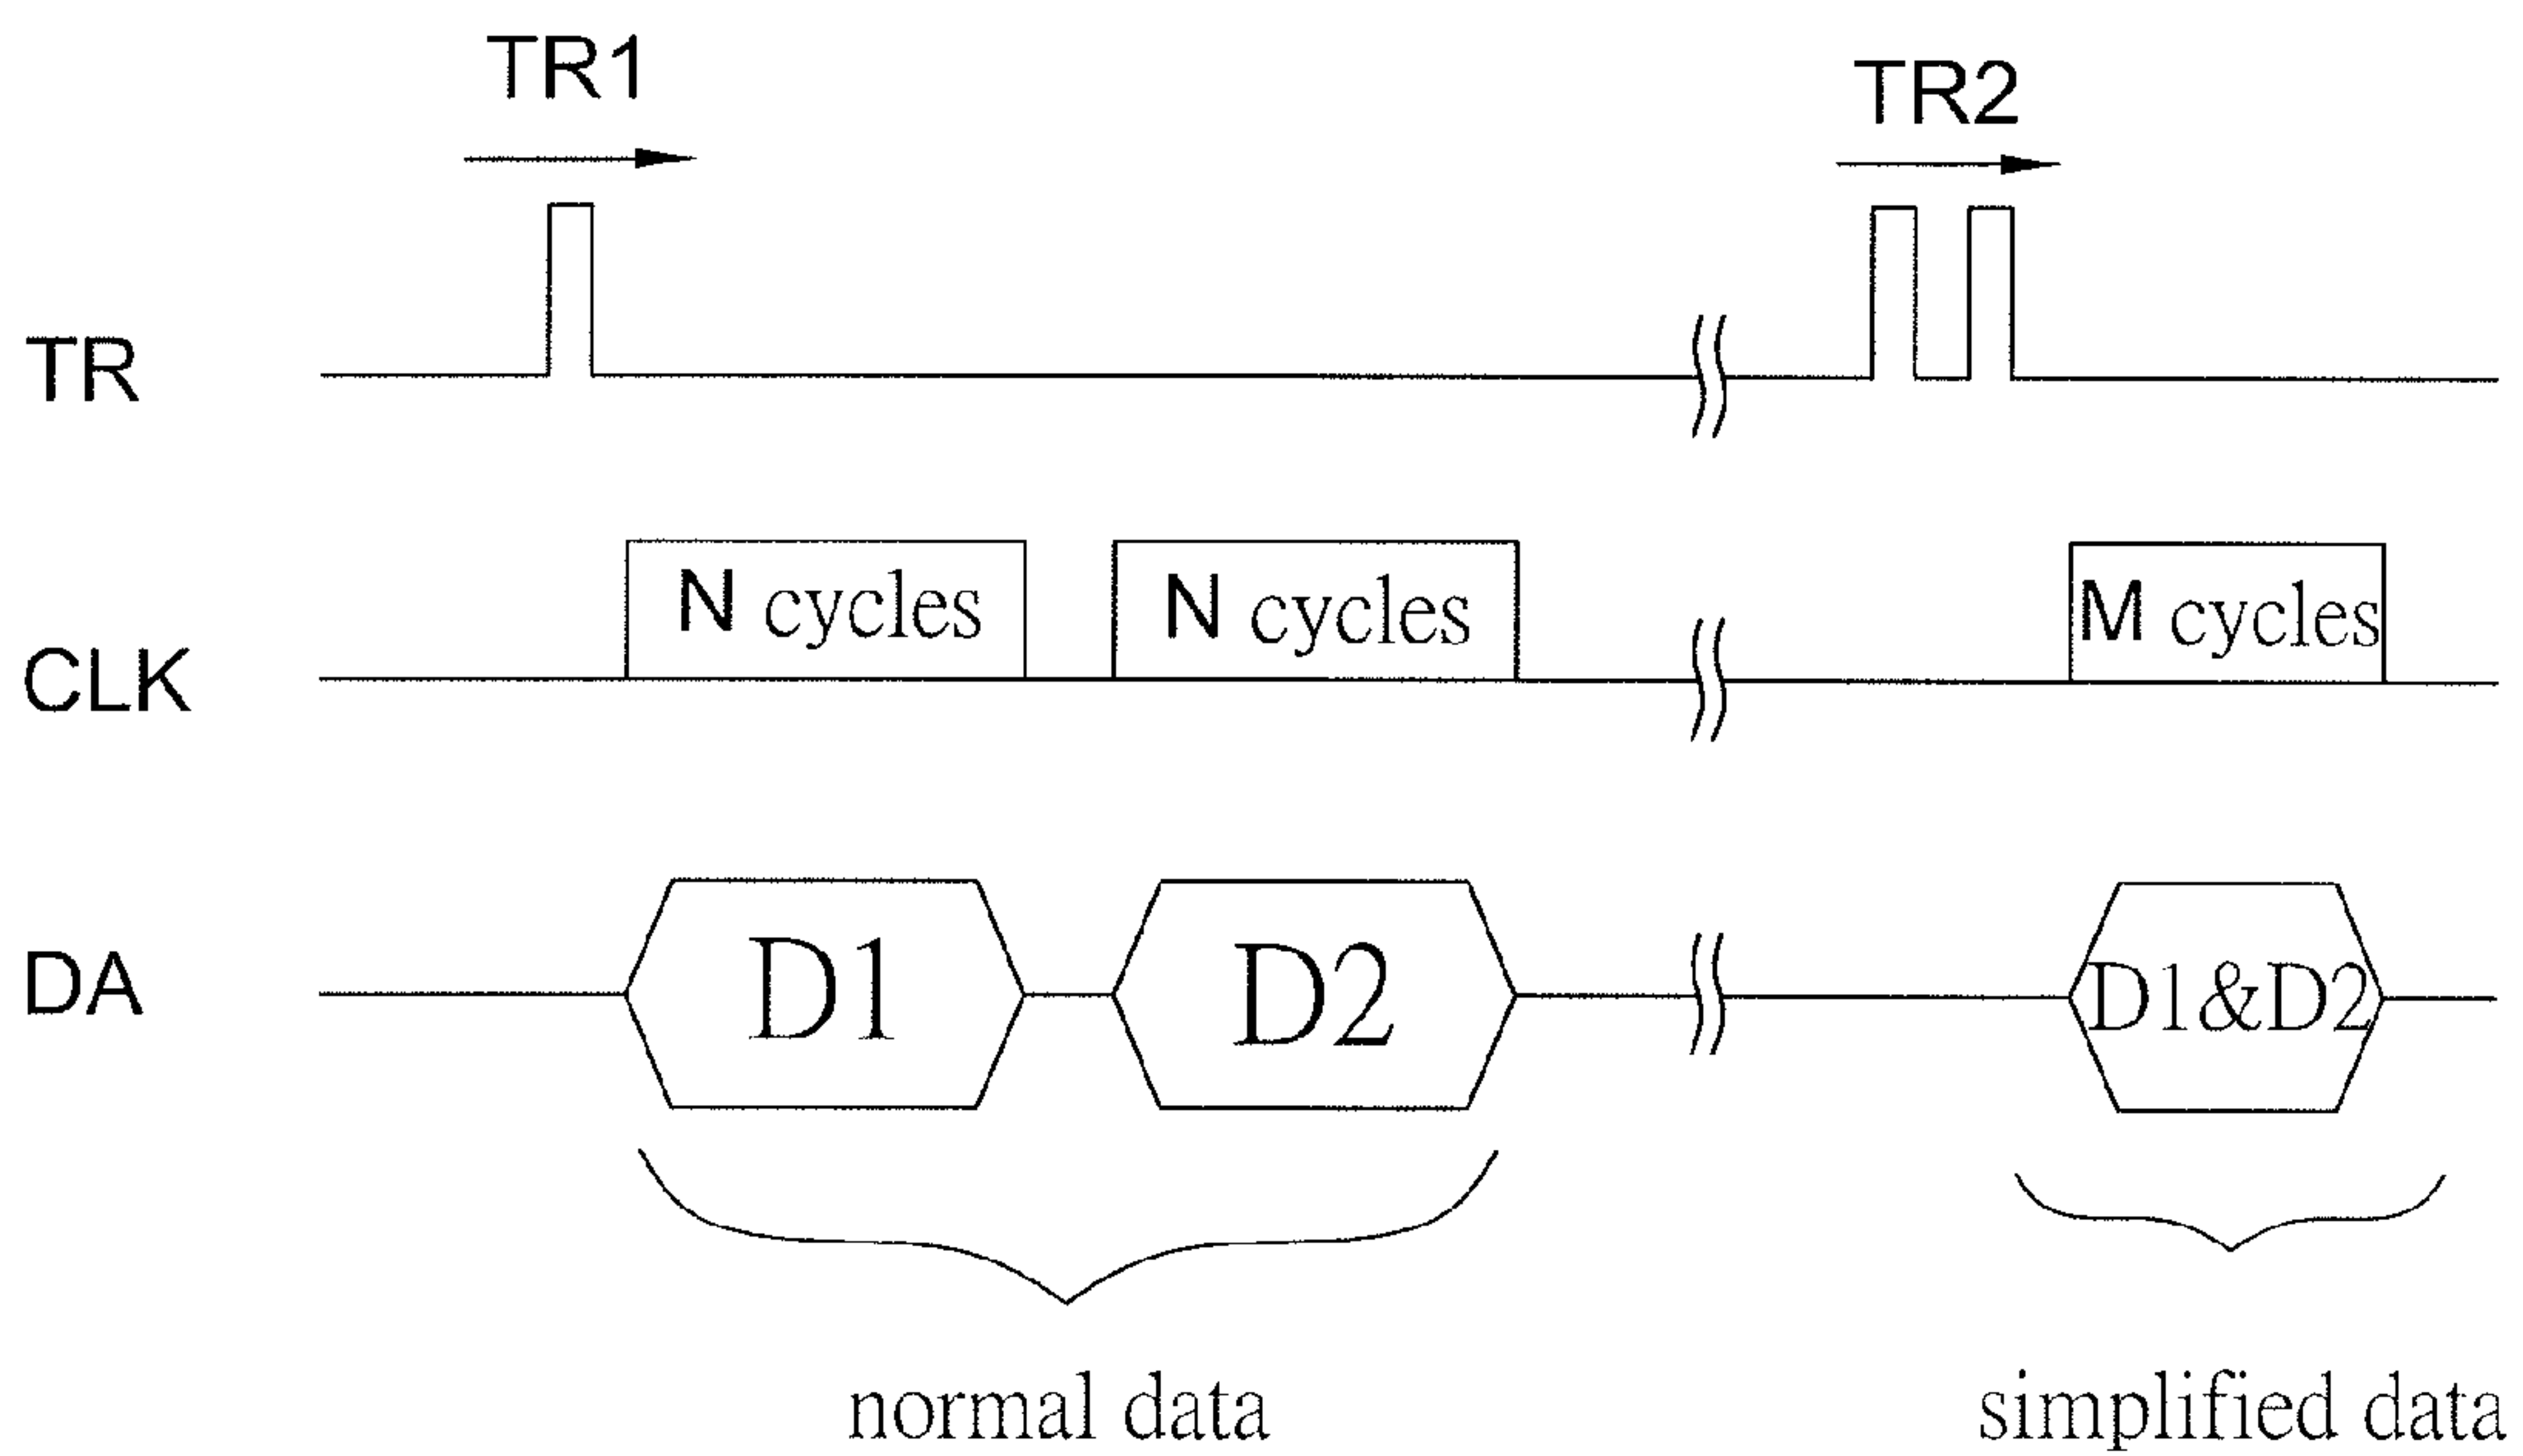 TR1
TR2
TR
CLK
N cycles
N cycles
M cycles
DA
D1
D2
D1&D2
normal data
simplified data